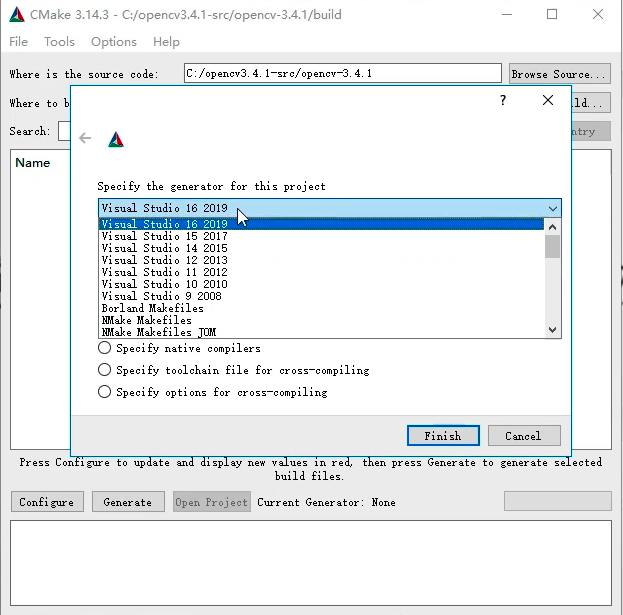 CMake 3.14.3 - C:/opencv3.4.1-src/opencv-3.4.1/build
File Tools Options Help
Where is the source code: C:/opencv3.4.1-src/opencv-3.4.1 Browse Source...
Where to b
?
Search:
Name
Specify the generator for this project
Visual Studio 16 2019
Visual Studio 16 2019
Visual Studio 15 2017
Visual Studio 14 2015
Visual Studio 12 2013
Visual Studio 11 2012
Visual Studio 10 2010
Visual Studio 9 2008
Borland Makefiles
NMake Makefiles
NMake Makefiles JOM
Specify native compilers
Specify toolchain file for cross-compiling
Specify options for cross-compiling
Finish Cancel
Press Configure to update and display new values in red, then press Generate to generate selected
build files.
Configure Generate Open Project Current Generator: None